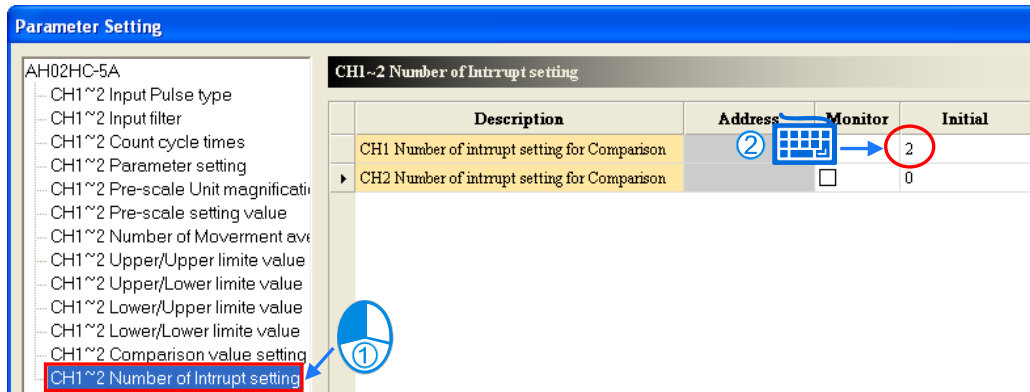 Parameter Setting
AH02HC-5A
CH1~2 Input Pulse type
CH1~2 Input filter
CH1~2 Count cycle times
CH1~2 Parameter setting
CH1~2 Pre-scale Unit magnificati
CH1~2 Pre-scale setting value
CH1~2 Number of Moverment ave
CH1~2 Upper/Upper limite value
CH1~2 Upper/Lower limite value
CH1~2 Lower/Upper limite value
CH1~2 Lower/Lower limite value
CH1~2 Comparison value setting
CH1~2 Number of Intrrupt setting
1
CH1~2 Number of Intrrupt setting
Description Address Monitor Initial
CH1 Number of intrrupt setting for Comparison 2 2
CH2 Number of intrrupt setting for Comparison 0